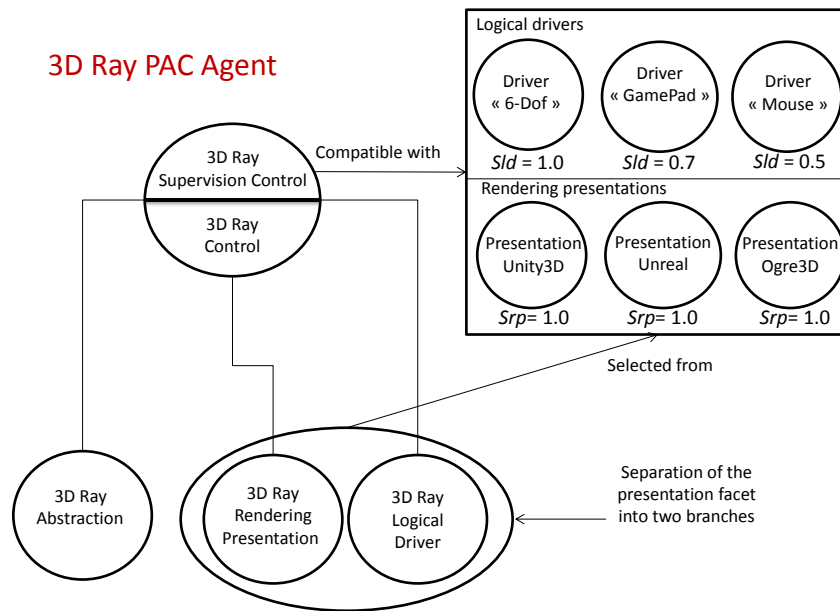 3D Ray PAC Agent
Logical drivers
Driver
« 6-Dof »
Driver
« GamePad »
Driver
« Mouse »
Sld = 1.0
Sld = 0.7
Sld = 0.5
3D Ray
Supervision Control
Compatible with
3D Ray
Control
Rendering presentations
Presentation
Unity3D
Presentation
Unreal
Presentation
Ogre3D
Srp= 1.0
Srp= 1.0
Srp= 1.0
Selected from
3D Ray
Abstraction
3D Ray
Rendering
Presentation
3D Ray
Logical
Driver
Separation of the
presentation facet
into two branches